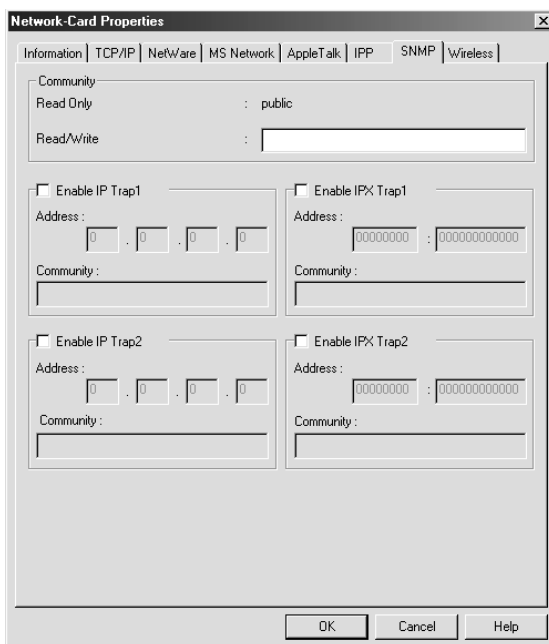 Network-Card Properties
Information TCP/IP NetWare MS Network AppleTalk IPP SNMP Wireless
Community
Read Only : public
Read/Write :
Enable IP Trap1
Address :
0 . 0 . 0 . 0
Community :
Enable IPX Trap1
Address :
00000000 : 000000000000
Community :
Enable IP Trap2
Address :
0 . 0 . 0 . 0
Community :
Enable IPX Trap2
Address :
00000000 : 000000000000
Community :
OK Cancel Help